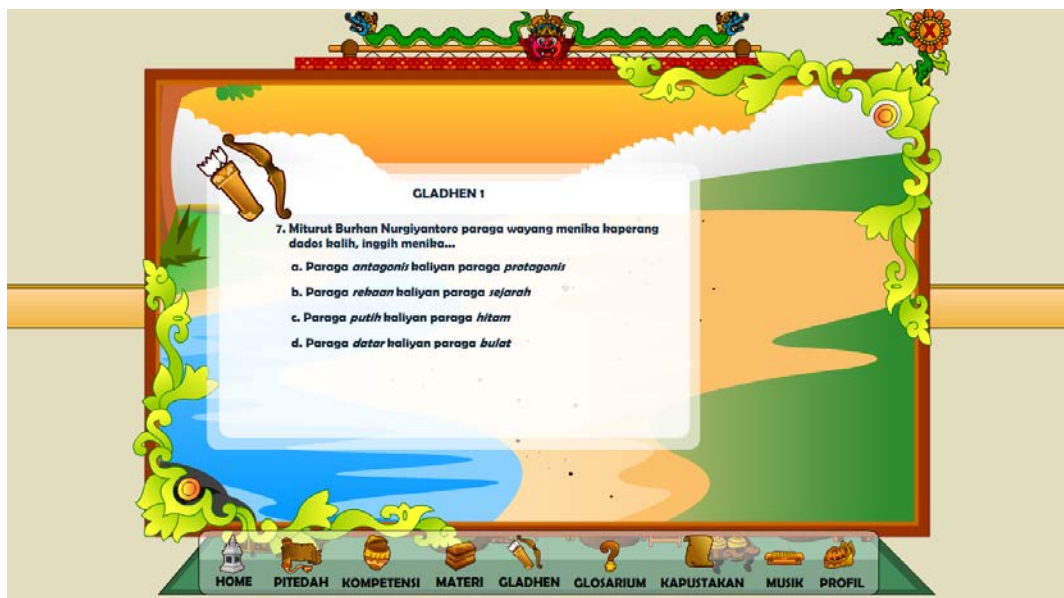 GLADHEN 1
7. Miturut Burhan Nurgiyantoro paraga wayang menika kaperang
dados kalih, inggih menika...
a. Paraga antagonis kaliyan paraga protagonis
b. Paraga rekaan kaliyan paraga sejarah
c. Paraga putih kaliyan paraga hitam
d. Paraga datar kaliyan paraga bulat
HOME PITEDAH KOMPETENSI MATERI GLADHEN GLOSARIUM KAPUSTAKAN MUSIK PROFIL